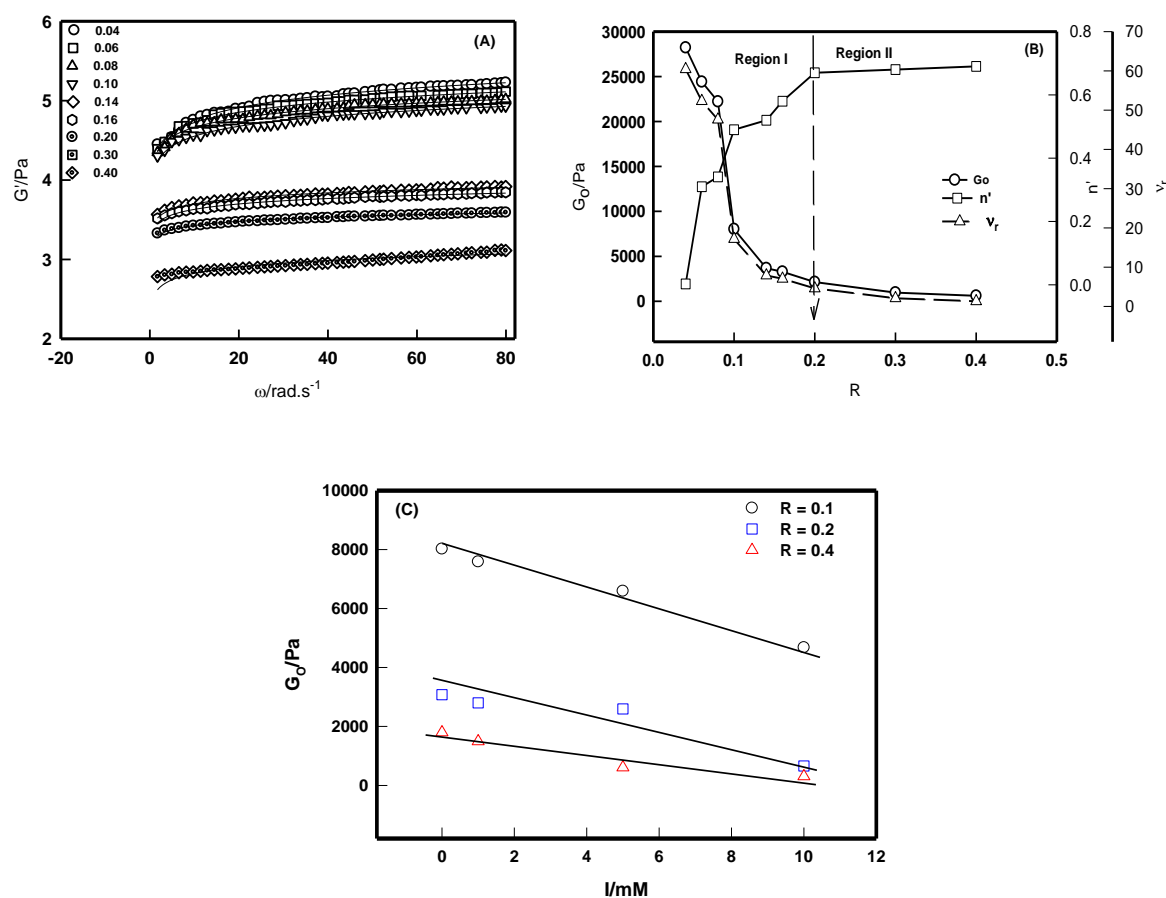 (A)
6
5
4
3
2
G'/Pa
0.04
0.06
0.08
0.10
0.14
0.16
0.20
0.30
0.40
-20 0 20 40 60 80
ω/rad.s-1
(B)
Region I Region II
30000
25000
20000
15000
10000
5000
0
GO/Pa
Go
n'
νr
0.0 0.1 0.2 0.3 0.4 0.5
R
0.8
0.6
0.4
0.2
0.0
n'
70
60
50
40
30
20
10
0
νr
(C)
10000
8000
6000
4000
2000
0
GO/Pa
R = 0.1
R = 0.2
R = 0.4
0 2 4 6 8 10 12
I/mM